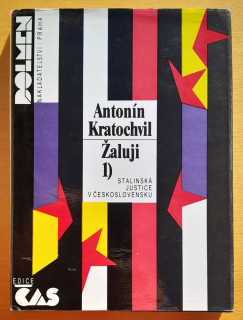 DOLMEN
NAKLADATELSTVÍ PRAHA
Antonín
Kratochvil
Žaluji
1)
STALINSKÁ
JUSTICE
V ČESKOSLOVENSKU
EDICE
ČAS